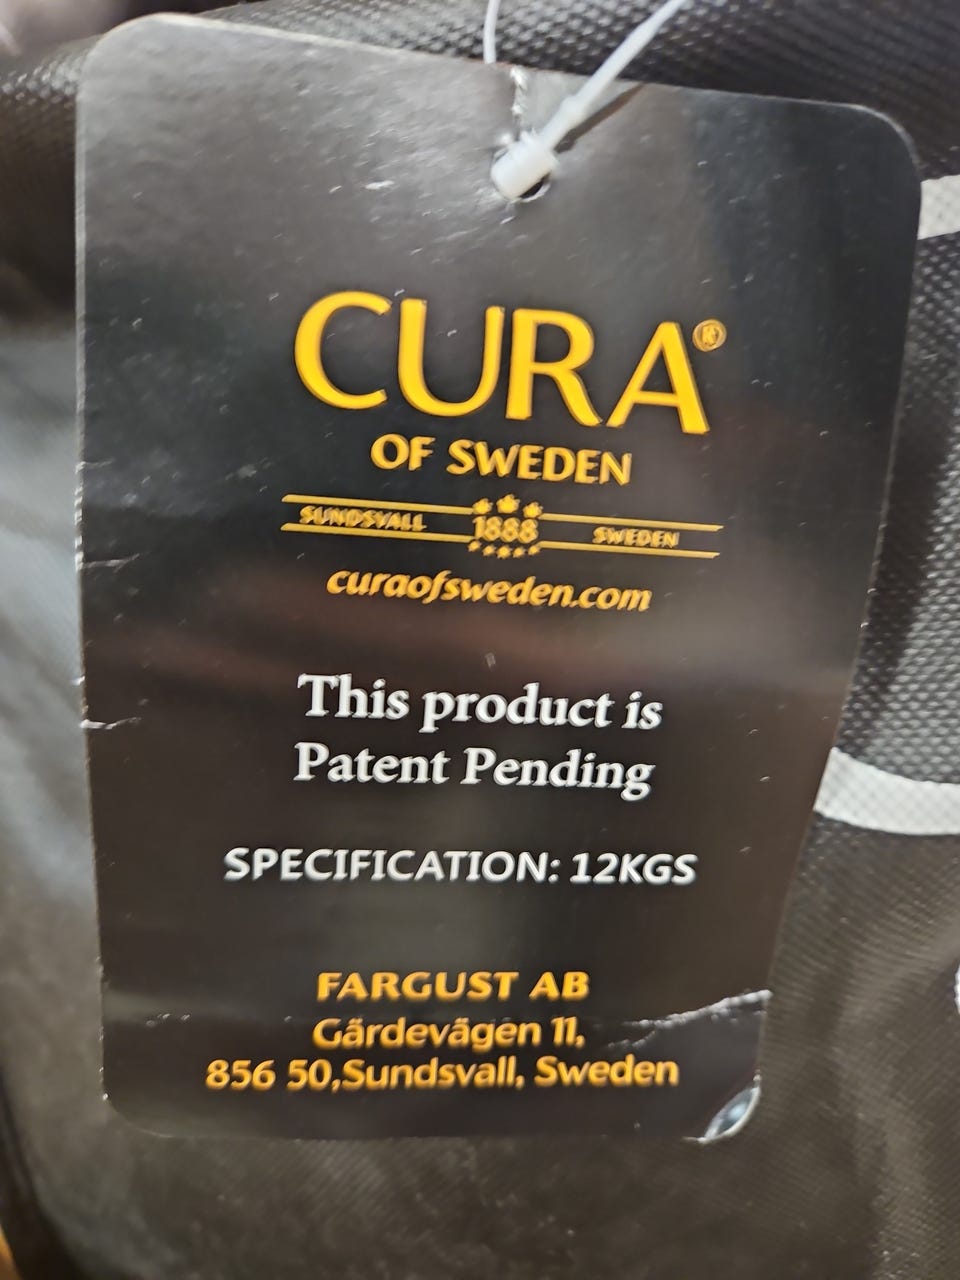 CURA®
OF SWEDEN
SUNDSVALL 1888 SWEDEN
curaofsweden.com
This product is
Patent Pending
SPECIFICATION: 12KGS
FARGUST AB
Gärdevägen 11,
856 50,Sundsvall, Sweden